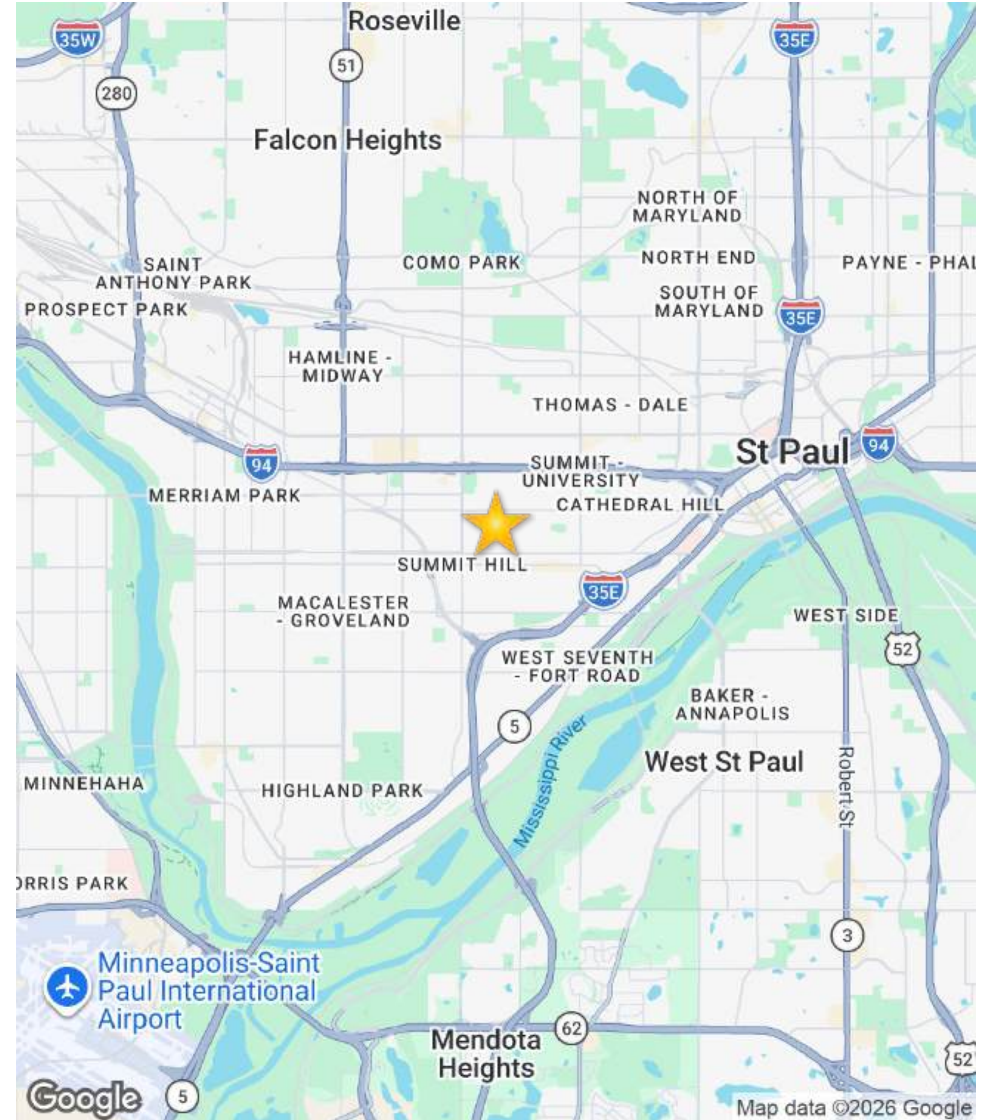 Roseville
35W
35E
51
280
Falcon Heights
NORTH OF
MARYLAND
COMO PARK
NORTH END
PAYNE - PHAL
SAINT
ANTHONY PARK
PROSPECT PARK
SOUTH OF
MARYLAND
35E
HAMLINE -
MIDWAY
THOMAS - DALE
St Paul
94
94
SUMMIT -
UNIVERSITY
MERRIAM PARK
CATHEDRAL HILL
SUMMIT HILL
35E
MACALESTER
- GROVELAND
WEST SIDE
52
WEST SEVENTH
- FORT ROAD
BAKER -
ANNAPOLIS
5
Mississippi River
West St Paul
Robert St
MINNEHAHA
HIGHLAND PARK
ORRIS PARK
3
Minneapolis-Saint
Paul International
Airport
62
Mendota
Heights
52
5
Google
Map data ©2026 Google